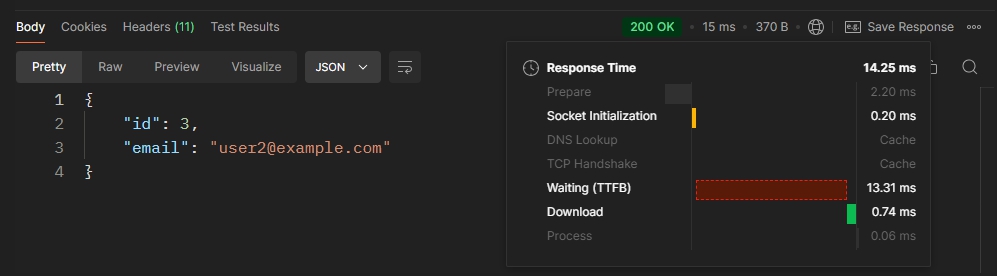 Body Cookies Headers (11) Test Results 200 OK 15 ms 370 B e.g. Save Response
Pretty Raw Preview Visualize JSON
1 {
2 "id": 3,
3 "email": "user2@example.com"
4 }
Response Time 14.25 ms
Prepare 2.20 ms
Socket Initialization 0.20 ms
DNS Lookup Cache
TCP Handshake Cache
Waiting (TTFB) 13.31 ms
Download 0.74 ms
Process 0.06 ms